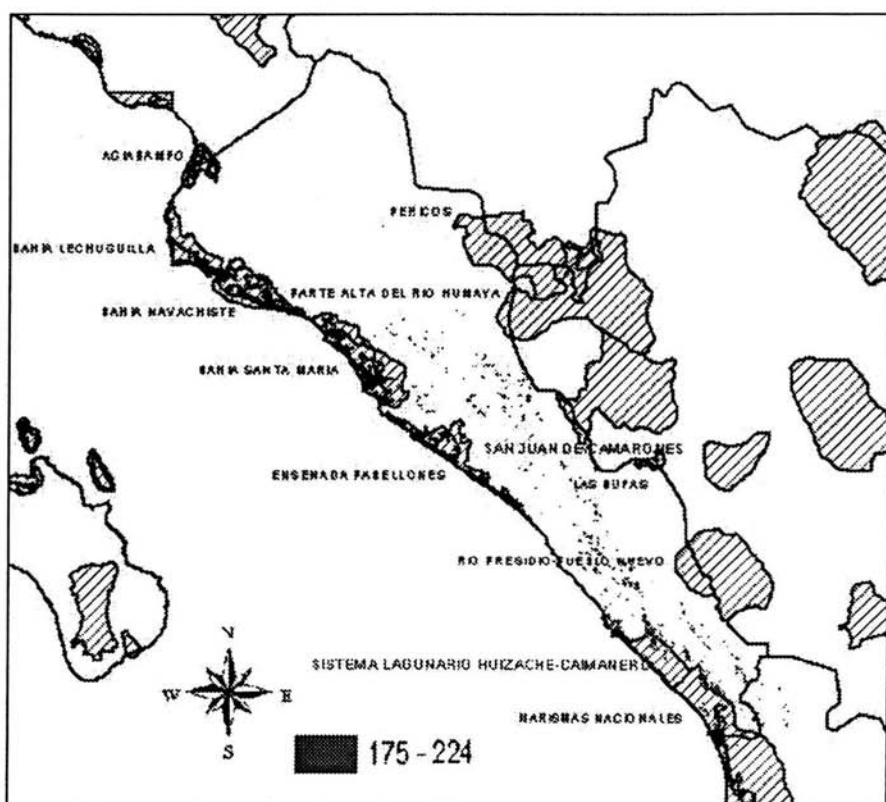 AGIABAMPO
PERICOS
BAHIA LECHUGUILLA
PARTE ALTA DEL RIO HUMAYA
BAHIA NAVACHISTE
BAHIA SANTA MARIA
SAN JUAN DE CAMARONES
ENSENADA PABELLONES
LAS BUFAS
RIO PRESIDIO-PUEBLO NUEVO
SISTEMA LAGUNARIO HUIZACHE-CAIMANERO
MARISMAS NACIONALES
N
W E
S
175 - 224